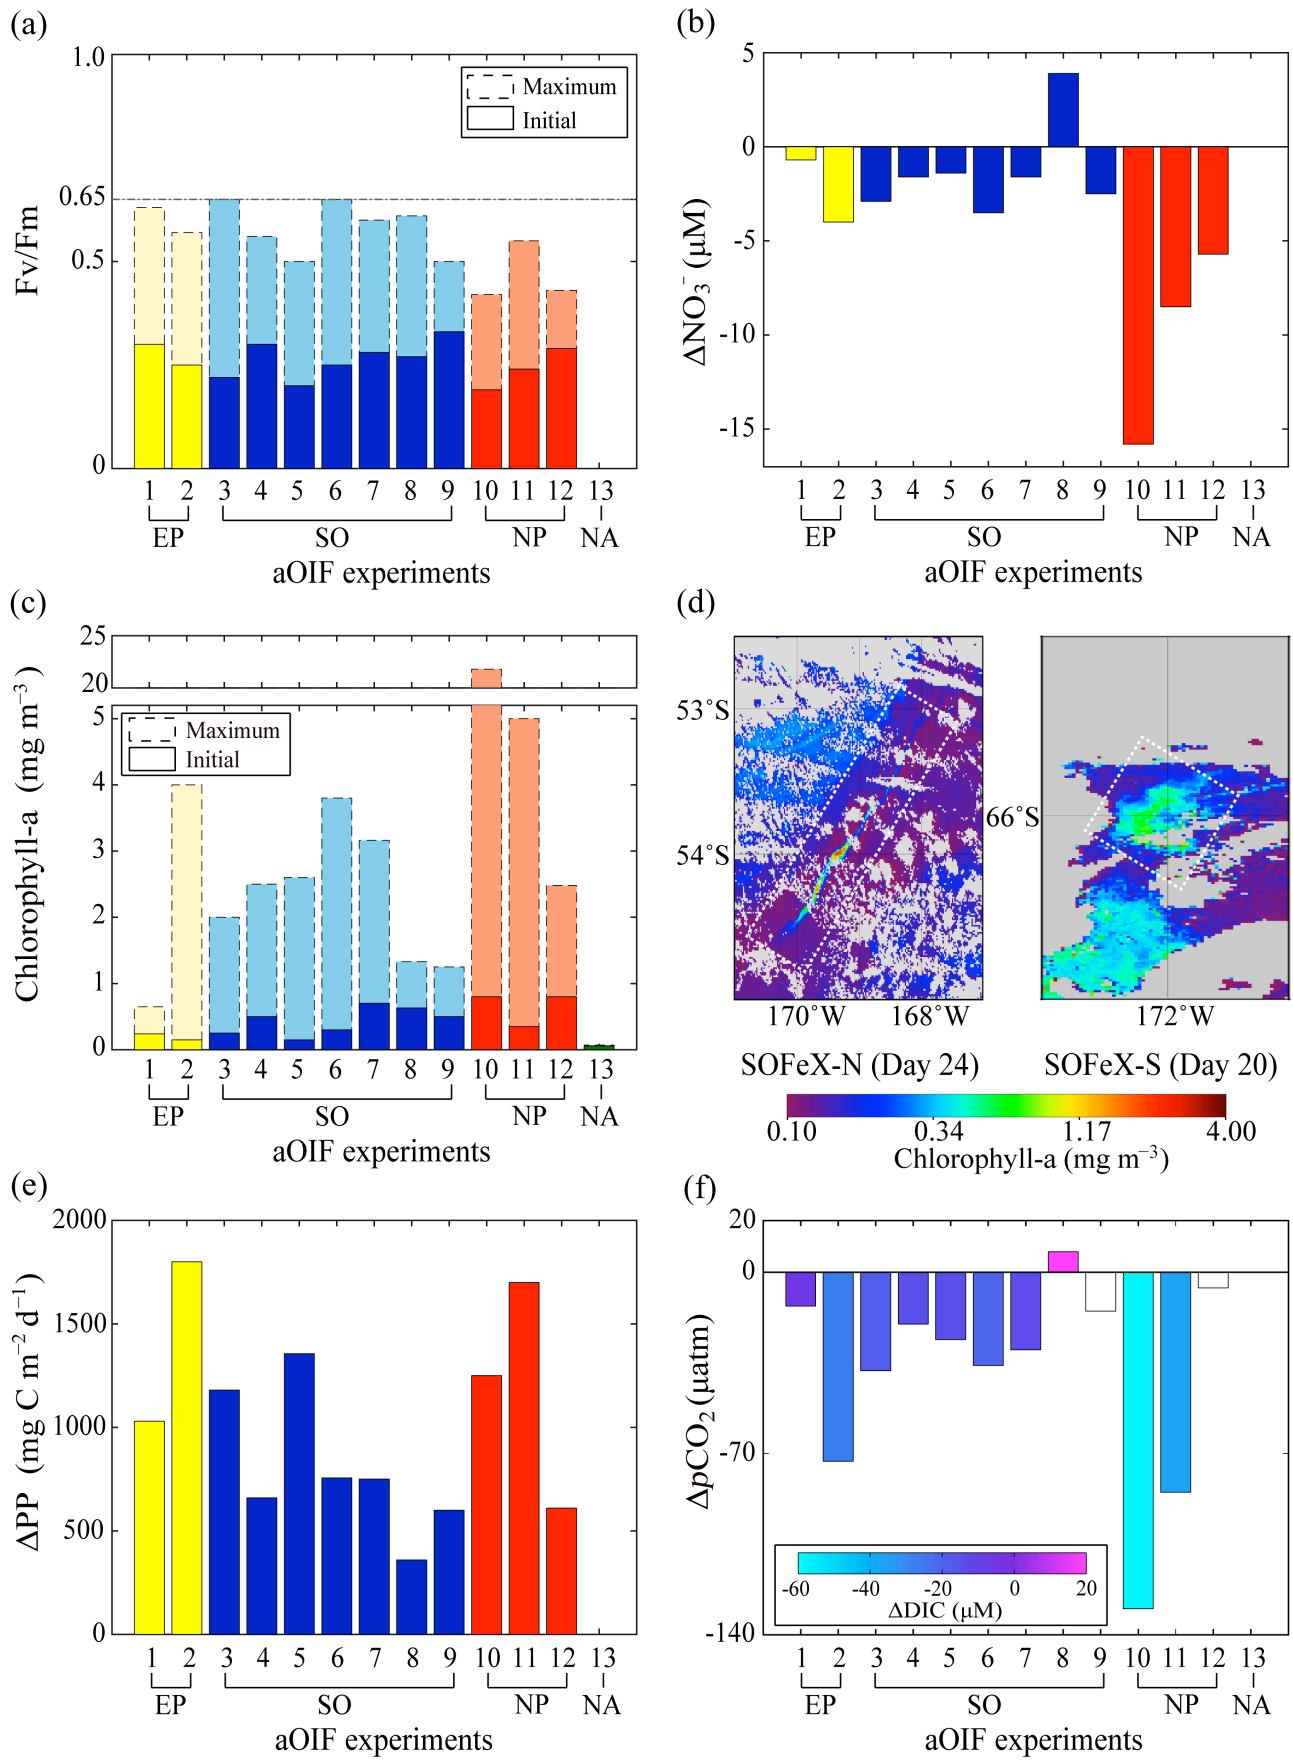 (a)
1.0
0.65
0.5
0
Fv/Fm
Maximum
Initial
1 2 3 4 5 6 7 8 9 10 11 12 13
EP SO NP NA
aOIF experiments
(b)
5
0
-5
-10
-15
ΔNO₃⁻ (μM)
1 2 3 4 5 6 7 8 9 10 11 12 13
EP SO NP NA
aOIF experiments
(c)
25
20
5
4
3
2
1
0
Chlorophyll-a (mg m⁻³)
Maximum
Initial
1 2 3 4 5 6 7 8 9 10 11 12 13
EP SO NP NA
aOIF experiments
(d)
53°S
54°S
66°S
170°W 168°W 172°W
SOFeX-N (Day 24) SOFeX-S (Day 20)
0.10 0.34 1.17 4.00
Chlorophyll-a (mg m⁻³)
(e)
2000
1500
1000
500
0
ΔPP (mg C m⁻² d⁻¹)
1 2 3 4 5 6 7 8 9 10 11 12 13
EP SO NP NA
aOIF experiments
(f)
20
0
-70
-140
ΔpCO₂ (μatm)
-60 -40 -20 0 20
ΔDIC (μM)
1 2 3 4 5 6 7 8 9 10 11 12 13
EP SO NP NA
aOIF experiments